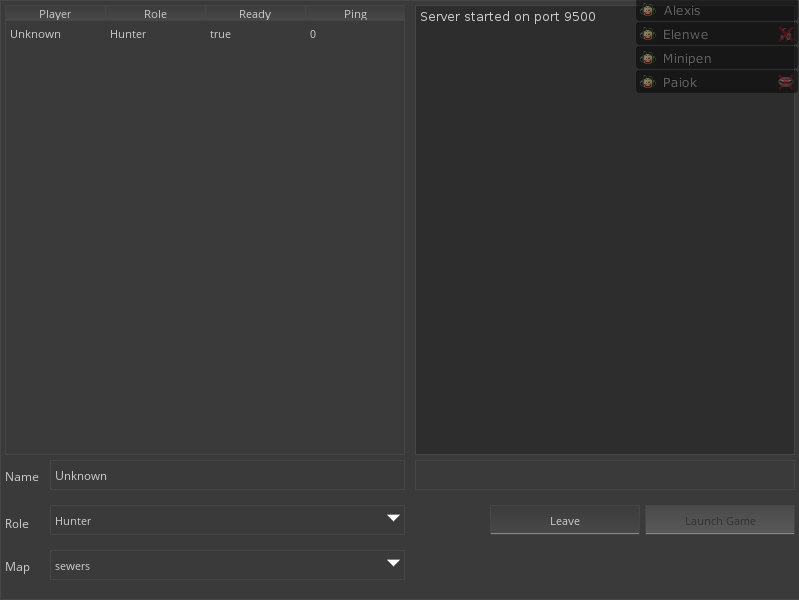 Player Role Ready Ping
Unknown Hunter true 0
Server started on port 9500
Alexis
Elenwe
Minipen
Paiok
Name Unknown
Role Hunter
Leave Launch Game
Map sewers